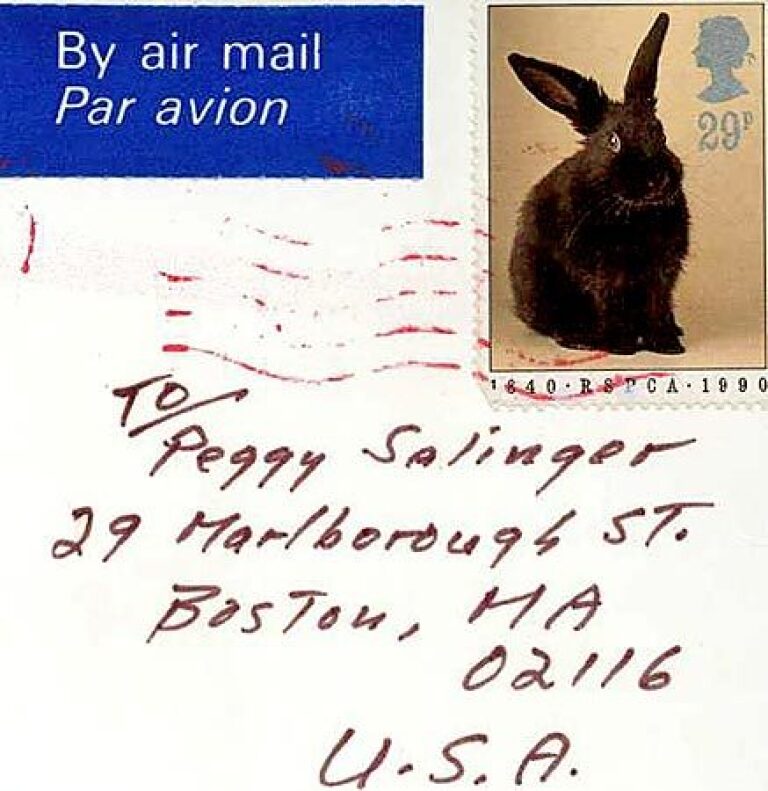 By air mail
Par avion
29P
1840·RSPCA·1990
TO/
Peggy Salinger
29 Marlborough ST.
Boston, MA
02116
U.S.A.